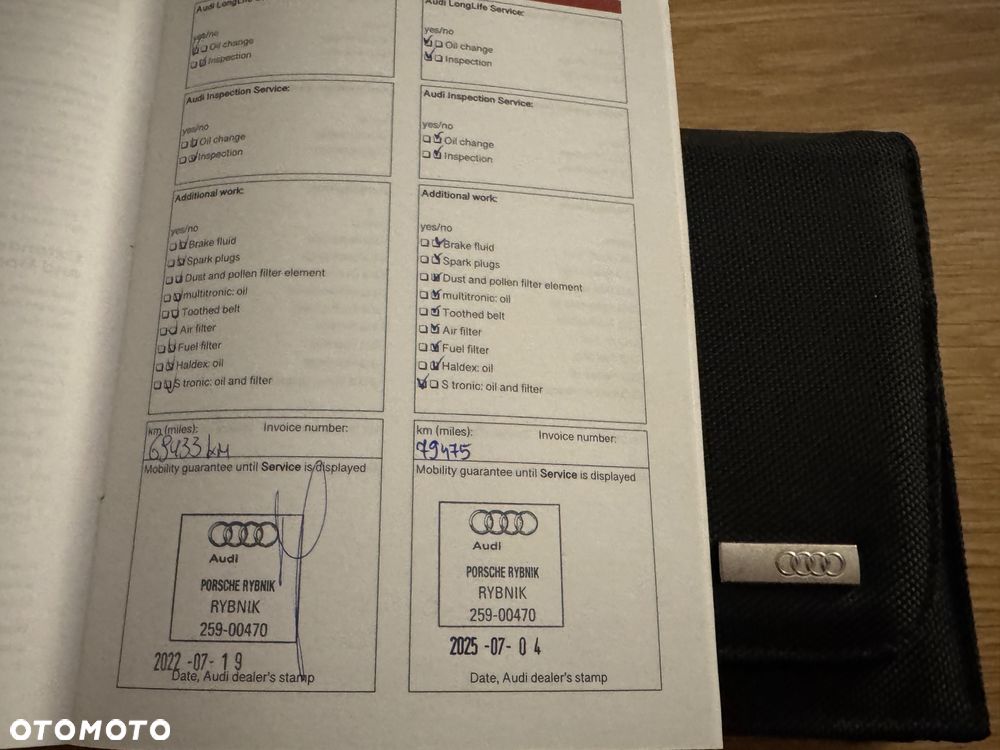 Audi LongLife Service:
yes/no
Oil change
Inspection
Audi Inspection Service:
yes/no
Oil change
Inspection
Additional work:
yes/no
Brake fluid
Spark plugs
Dust and pollen filter element
multitronic: oil
Toothed belt
Air filter
Fuel filter
Haldex: oil
S tronic: oil and filter
km (miles): Invoice number:
69433 km
Mobility guarantee until Service is displayed
Audi
PORSCHE RYBNIK
RYBNIK
259-00470
2022-07-19
Date, Audi dealer's stamp
Audi LongLife Service:
yes/no
Oil change
Inspection
Audi Inspection Service:
yes/no
Oil change
Inspection
Additional work:
yes/no
Brake fluid
Spark plugs
Dust and pollen filter element
multitronic: oil
Toothed belt
Air filter
Fuel filter
Haldex: oil
S tronic: oil and filter
km (miles): Invoice number:
79475
Mobility guarantee until Service is displayed
Audi
PORSCHE RYBNIK
RYBNIK
259-00470
2025-07-04
Date, Audi dealer's stamp
OTOMOTO